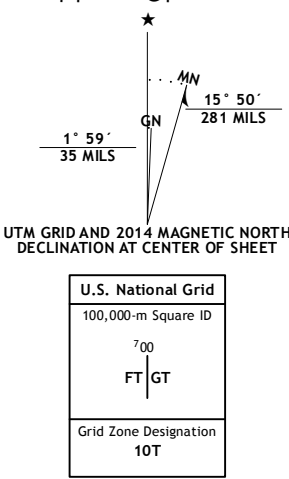 ★
MN
15° 50´
281 MILS
GN
1° 59´
35 MILS
UTM GRID AND 2014 MAGNETIC NORTH
DECLINATION AT CENTER OF SHEET
U.S. National Grid
100,000-m Square ID
⁷00
FT GT
Grid Zone Designation
10T